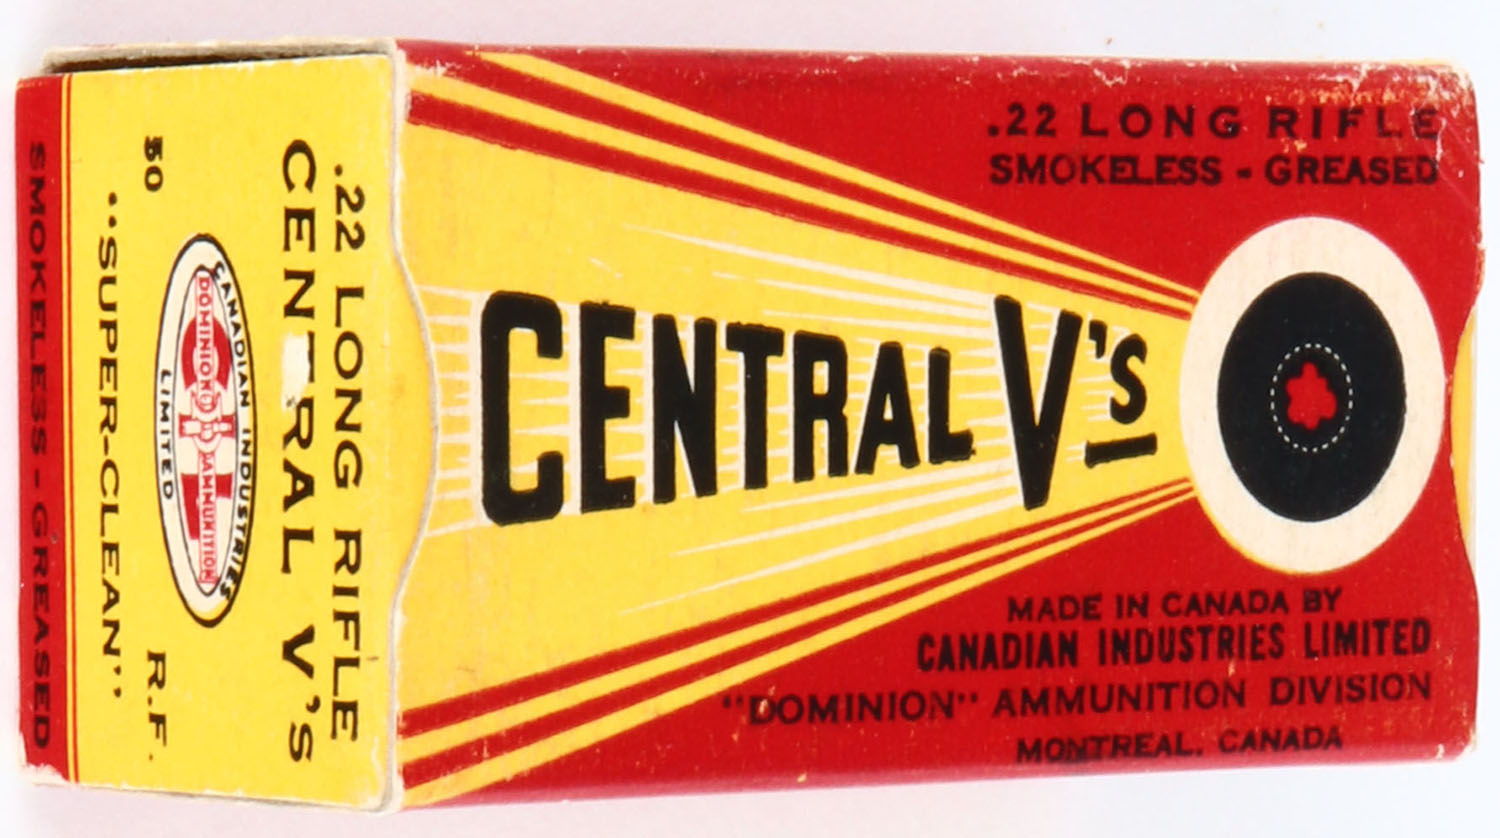 .22 LONG RIFLE
SMOKELESS - GREASED
CENTRAL V's
MADE IN CANADA BY
CANADIAN INDUSTRIES LIMITED
"DOMINION" AMMUNITION DIVISION
MONTREAL, CANADA
.22 LONG RIFLE
CENTRAL V's
CANADIAN INDUSTRIES
DOMINION AMMUNITION
LIMITED
50 R.F.
"SUPER-CLEAN"
SMOKELESS - GREASED